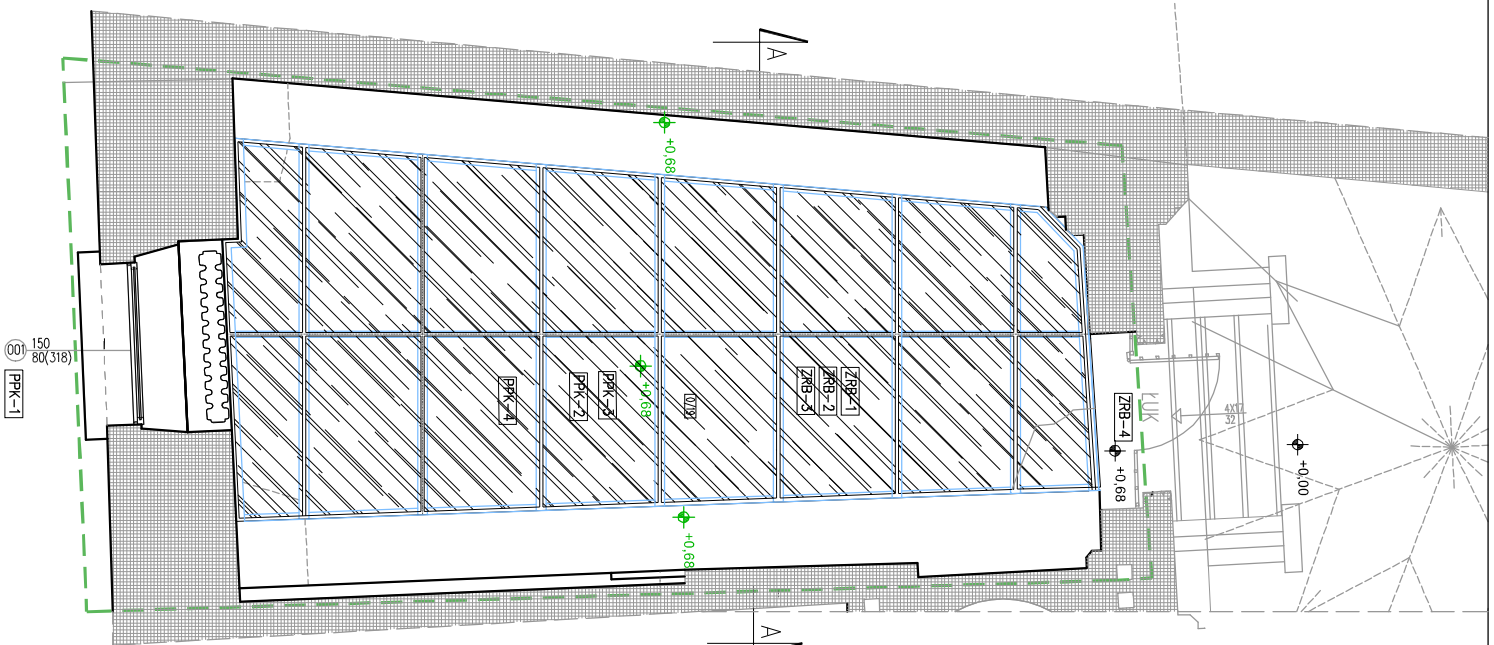 A
+0,68
001
150
80(318)
PPK-1
PPK-4
PPK-2
PPK-3
+0,68
ZRB-3
ZRB-2
ZRB-1
ZRB-4
+0,68
4X17
32
+0,00
+0,68
A